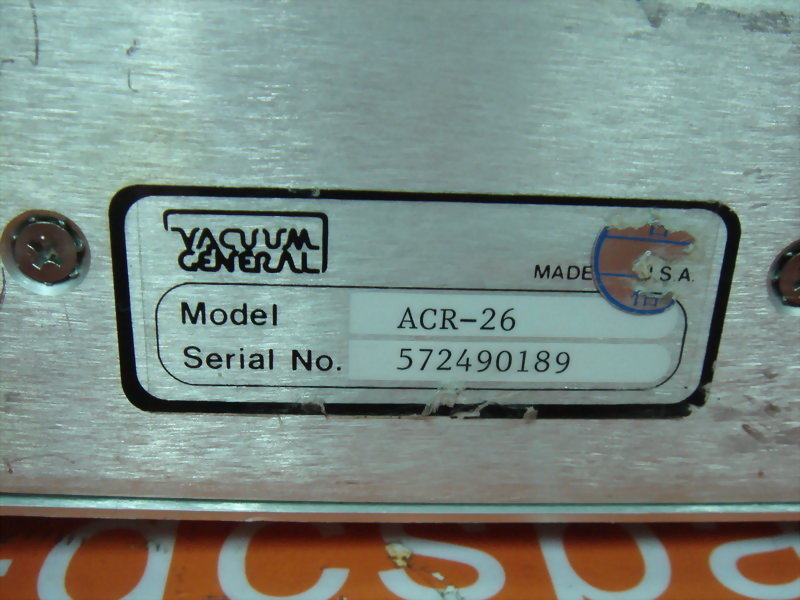 VACUUM
GENERAL
MADE U.S.A.
Model ACR-26
Serial No. 572490189